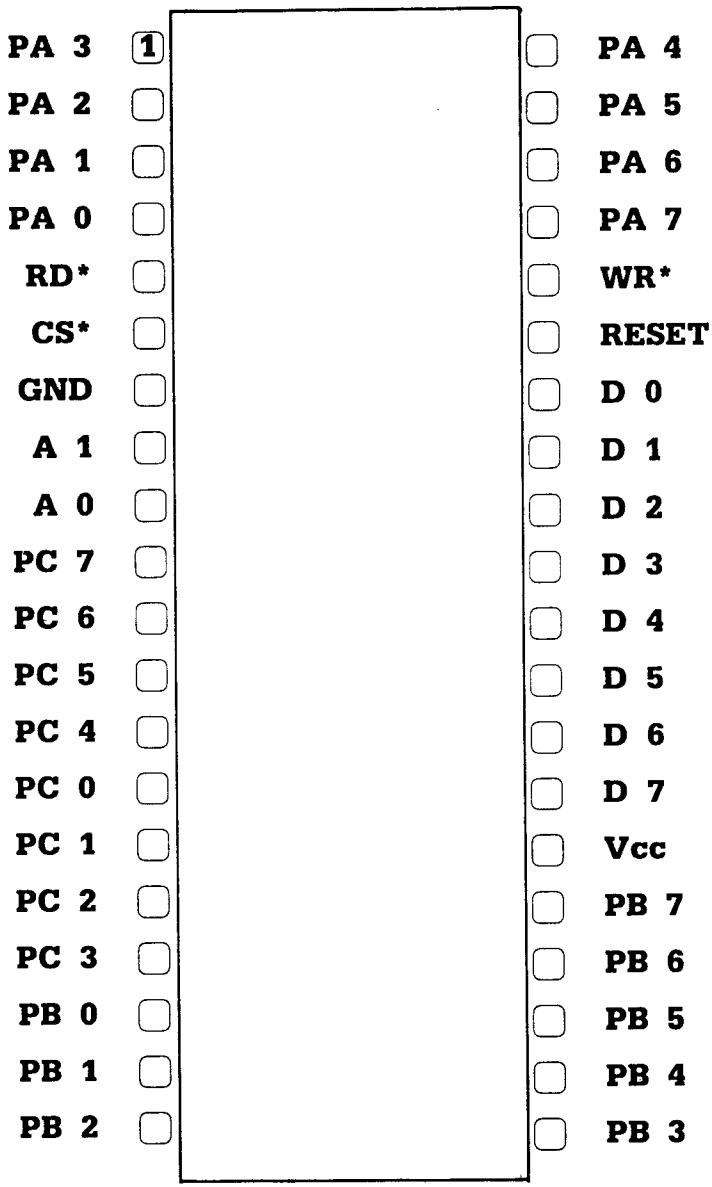 PA 3 1 PA 4
PA 2 PA 5
PA 1 PA 6
PA 0 PA 7
RD* WR*
CS* RESET
GND D 0
A 1 D 1
A 0 D 2
PC 7 D 3
PC 6 D 4
PC 5 D 5
PC 4 D 6
PC 0 D 7
PC 1 Vcc
PC 2 PB 7
PC 3 PB 6
PB 0 PB 5
PB 1 PB 4
PB 2 PB 3